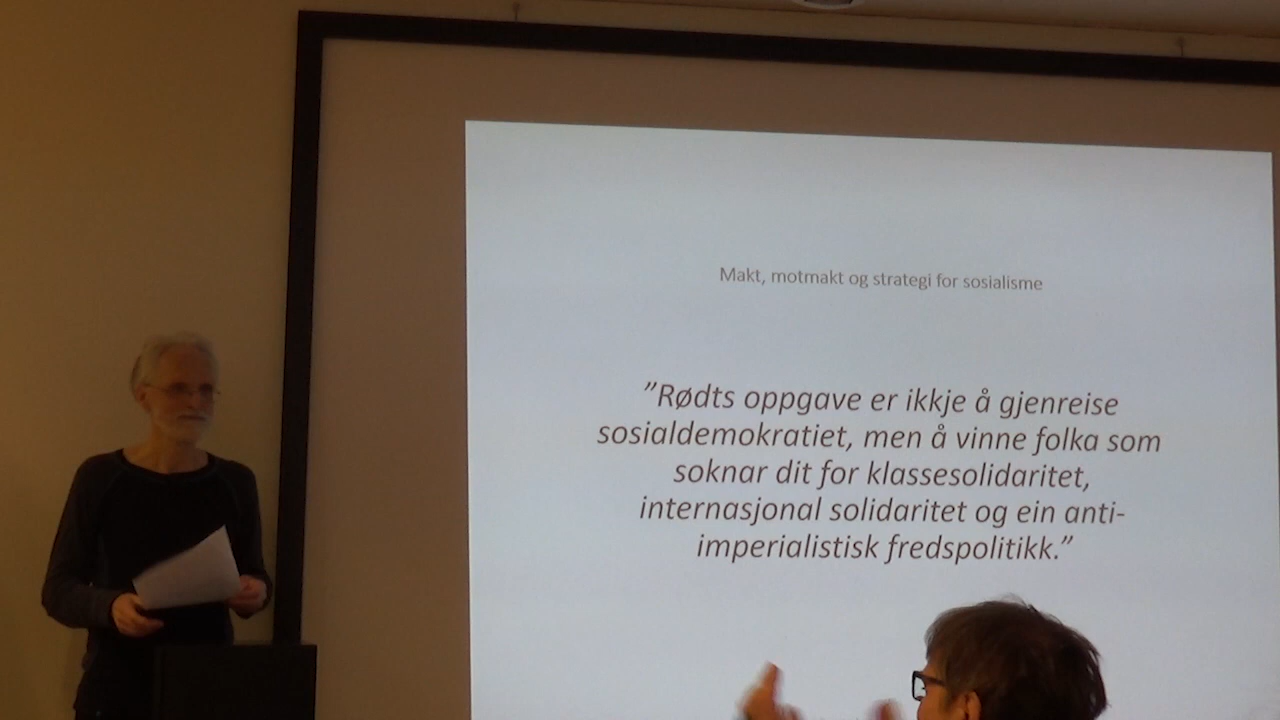 Makt, motmakt og strategi for sosialisme
”Rødts oppgave er ikkje å gjenreise
sosialdemokratiet, men å vinne folka som
soknar dit for klassesolidaritet,
internasjonal solidaritet og ein anti-
imperialistisk fredspolitikk.”